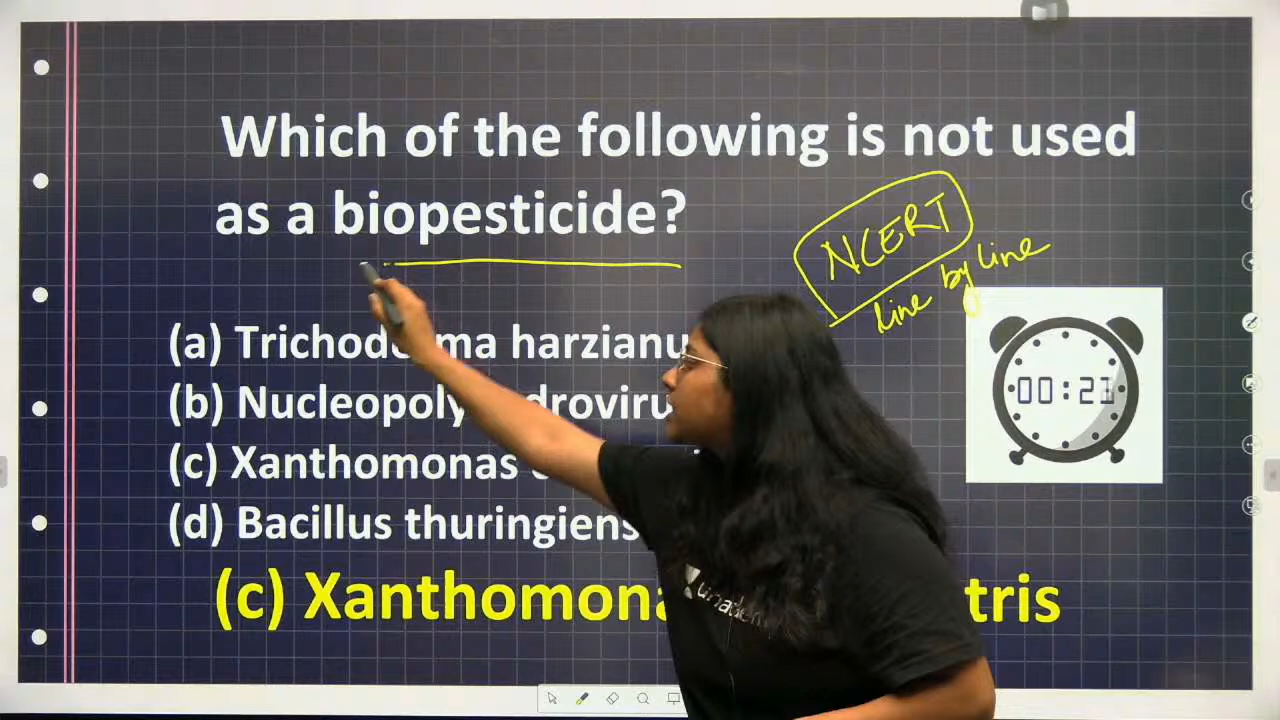 Which of the following is not used
as a biopesticide?
NCERT
line by line
(a) Trichode ma harzianu
(b) Nucleopoly droviru
(c) Xanthomonas
(d) Bacillus thuringiens
00:21
(c) Xanthomona tris
unadem